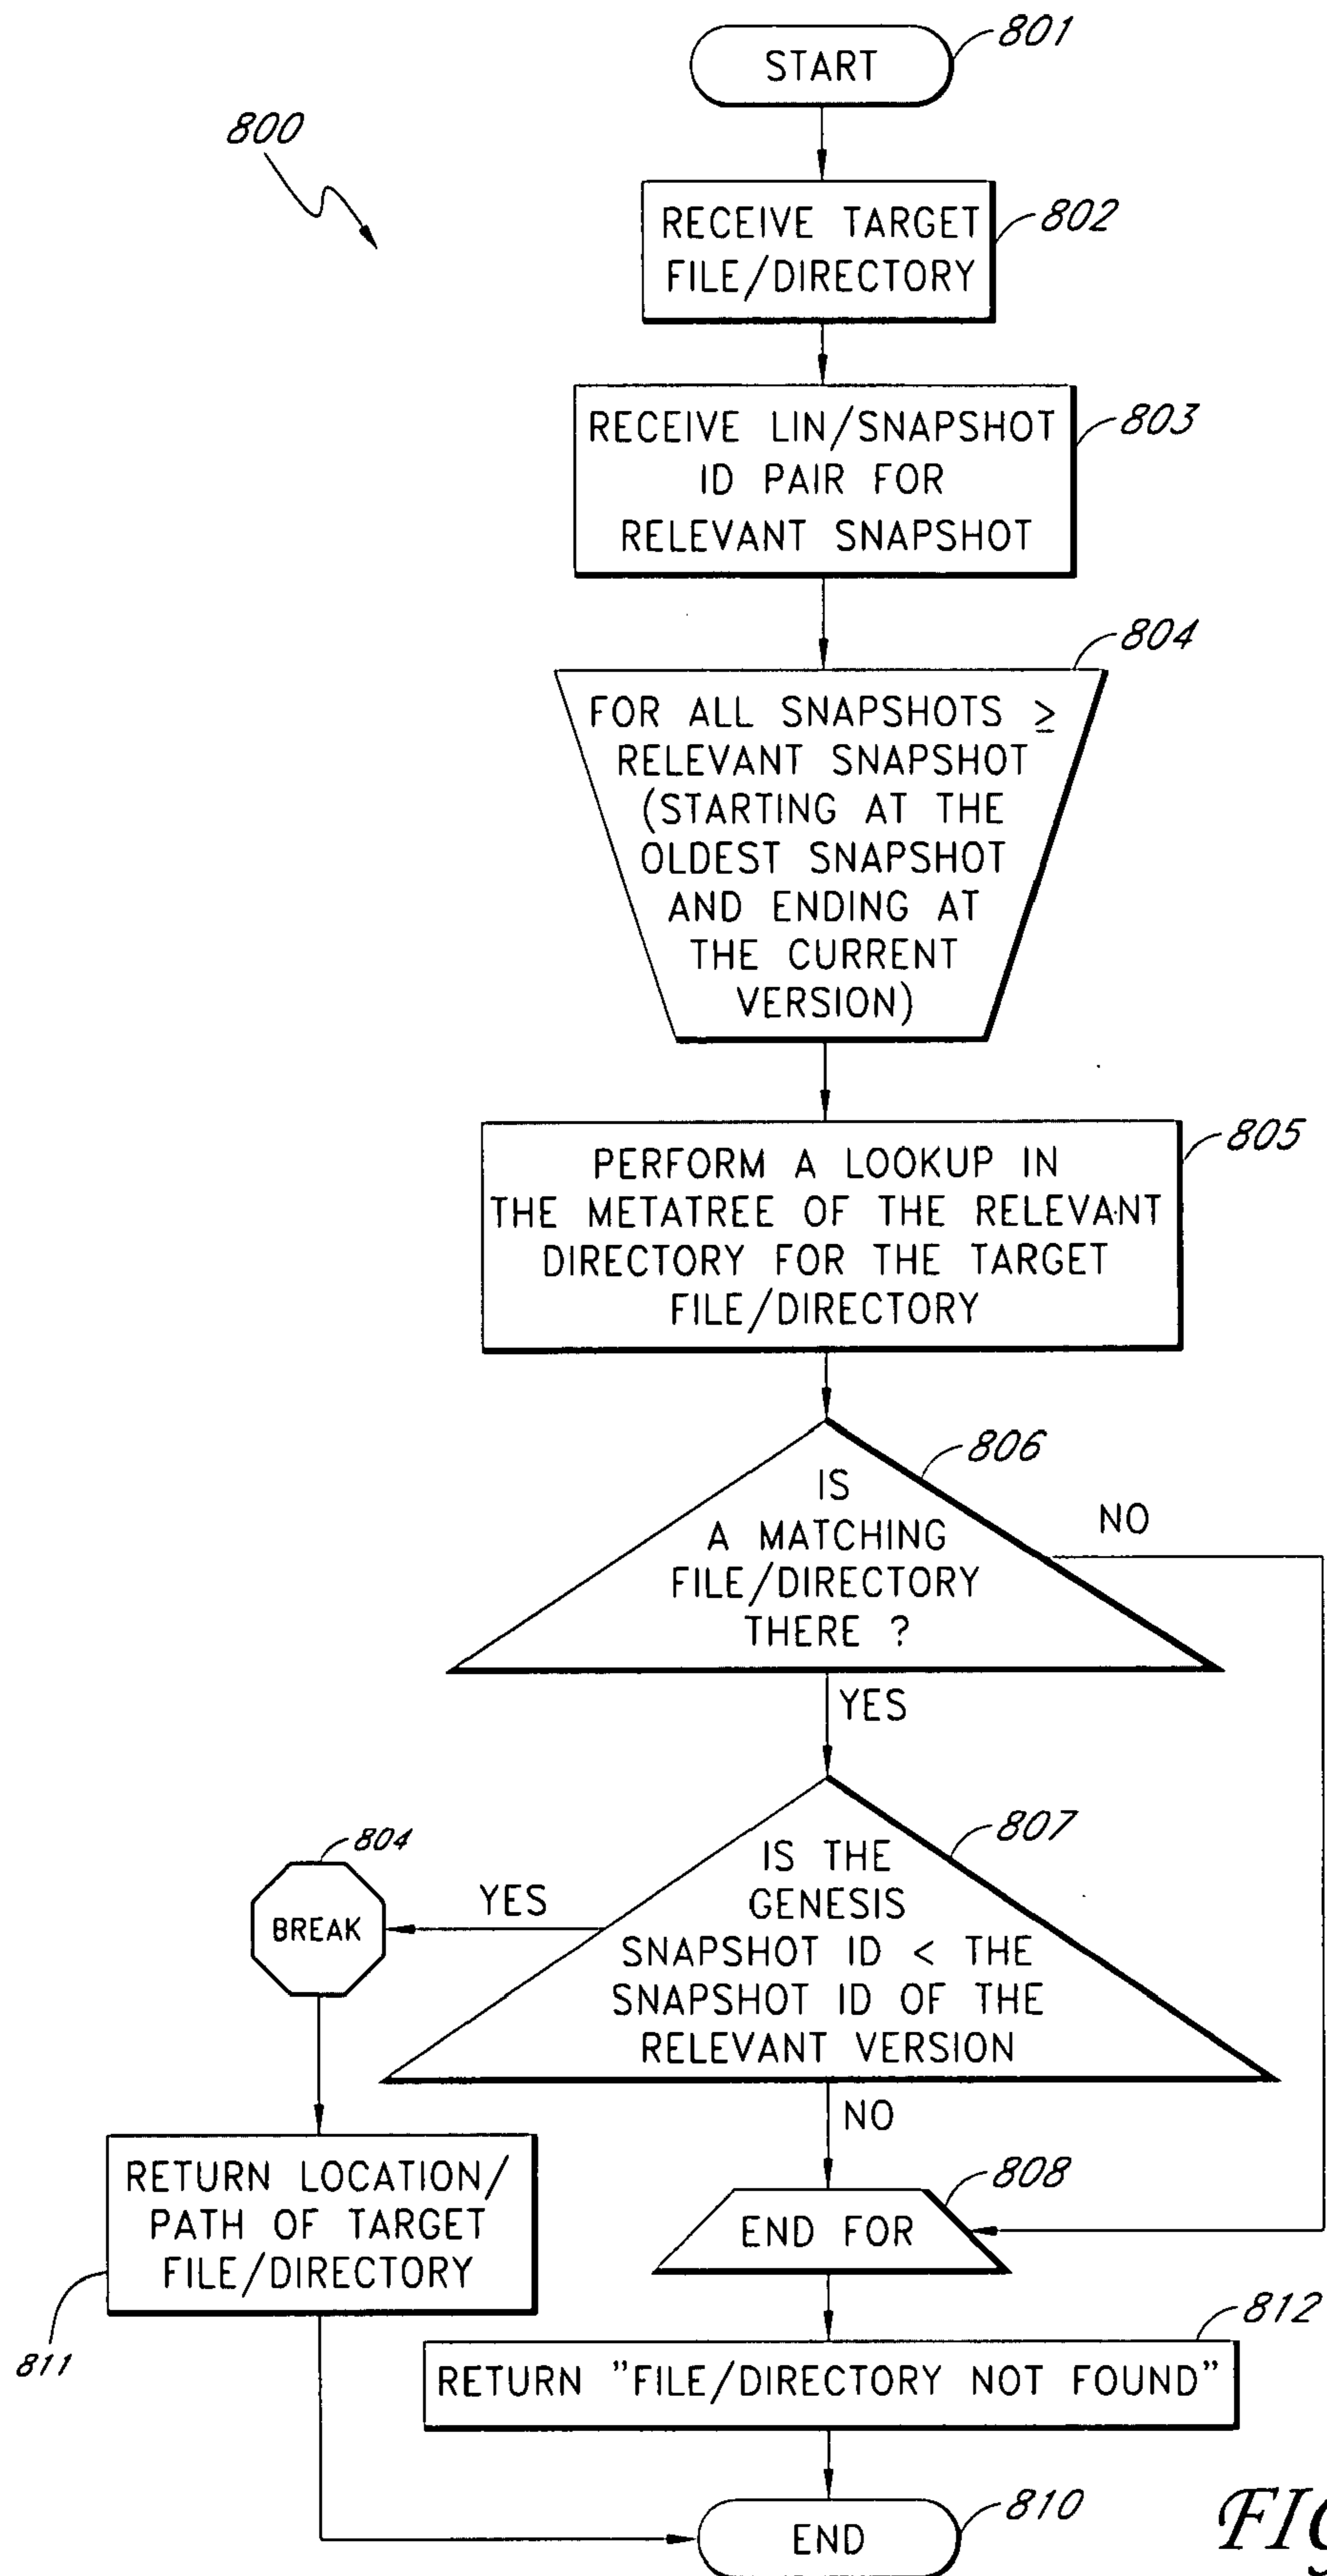 801
START
800
802
RECEIVE TARGET
FILE/DIRECTORY
803
RECEIVE LIN/SNAPSHOT
ID PAIR FOR
RELEVANT SNAPSHOT
804
FOR ALL SNAPSHOTS ≥
RELEVANT SNAPSHOT
(STARTING AT THE
OLDEST SNAPSHOT
AND ENDING AT
THE CURRENT
VERSION)
805
PERFORM A LOOKUP IN
THE METATREE OF THE RELEVANT
DIRECTORY FOR THE TARGET
FILE/DIRECTORY
806
IS
A MATCHING
FILE/DIRECTORY
THERE ?
NO
YES
807
IS THE
GENESIS
SNAPSHOT ID < THE
SNAPSHOT ID OF THE
RELEVANT VERSION
804
BREAK
YES
NO
808
END FOR
RETURN LOCATION/
PATH OF TARGET
FILE/DIRECTORY
811
812
RETURN "FILE/DIRECTORY NOT FOUND"
810
END